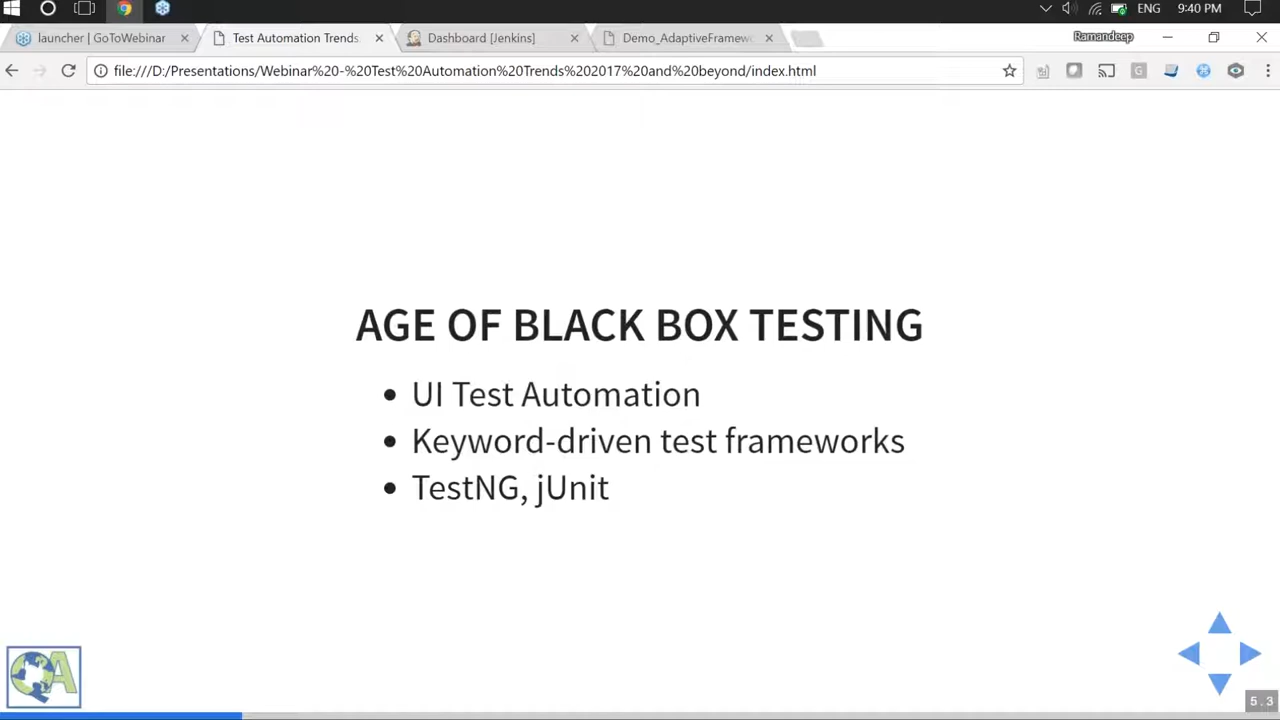 ENG 9:40 PM
launcher | GoToWebinar
Test Automation Trends
Dashboard [Jenkins]
Demo_AdaptiveFramew
Ramandeep
file:///D:/Presentations/Webinar%20-%20Test%20Automation%20Trends%202017%20and%20beyond/index.html
AGE OF BLACK BOX TESTING
• UI Test Automation
• Keyword-driven test frameworks
• TestNG, jUnit
A
5.3